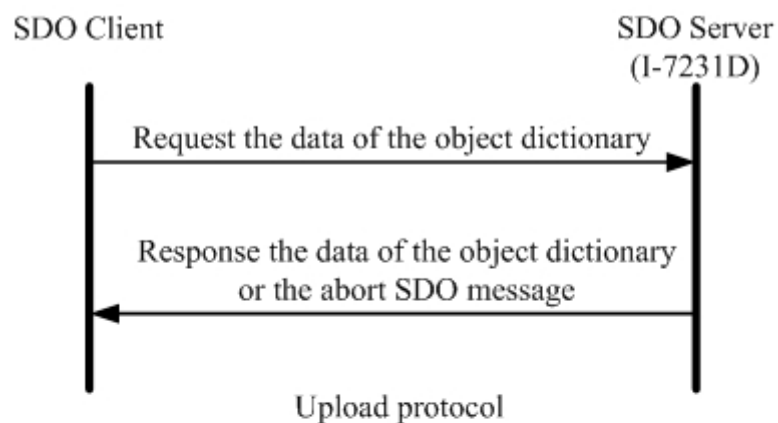 SDO Client
SDO Server
(I-7231D)
Request the data of the object dictionary
Response the data of the object dictionary
or the abort SDO message
Upload protocol